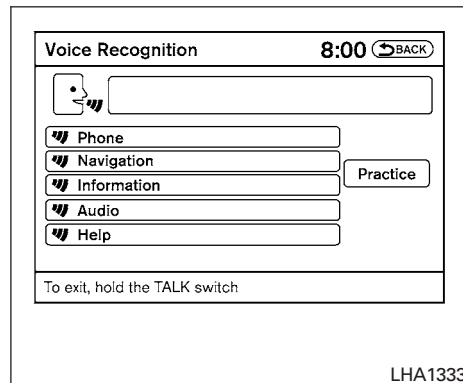 Voice Recognition 8:00 BACK
Phone
Navigation
Information
Practice
Audio
Help
To exit, hold the TALK switch
LHA1333